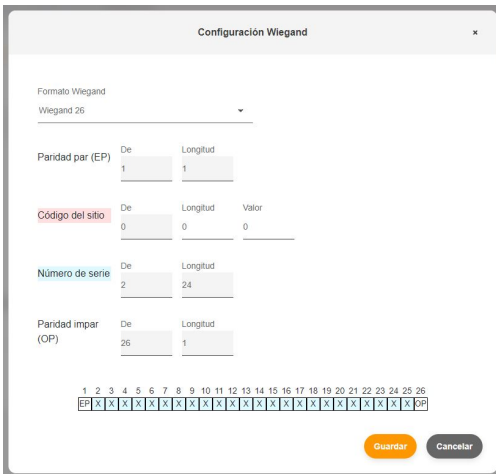 Configuración Wiegand ×
Formato Wiegand
Wiegand 26
Paridad par (EP)
De Longitud
1 1
Código del sitio
De Longitud Valor
0 0 0
Número de serie
De Longitud
2 24
Paridad impar
(OP)
De Longitud
26 1
1 2 3 4 5 6 7 8 9 10 11 12 13 14 15 16 17 18 19 20 21 22 23 24 25 26
EP X X X X X X X X X X X X X X X X X X X X X X X X OP
Guardar Cancelar